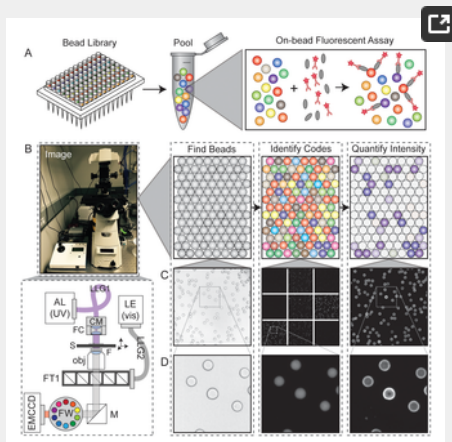 A
Bead Library
Pool
On-bead Fluorescent Assay
+
B
Image
Find Beads
Identify Codes
Quantify Intensity
C
LLG1
AL
(UV)
LE
(vis)
CM
FC
LLG2
S
F
obj
FT1
D
M
FW
EMCCD